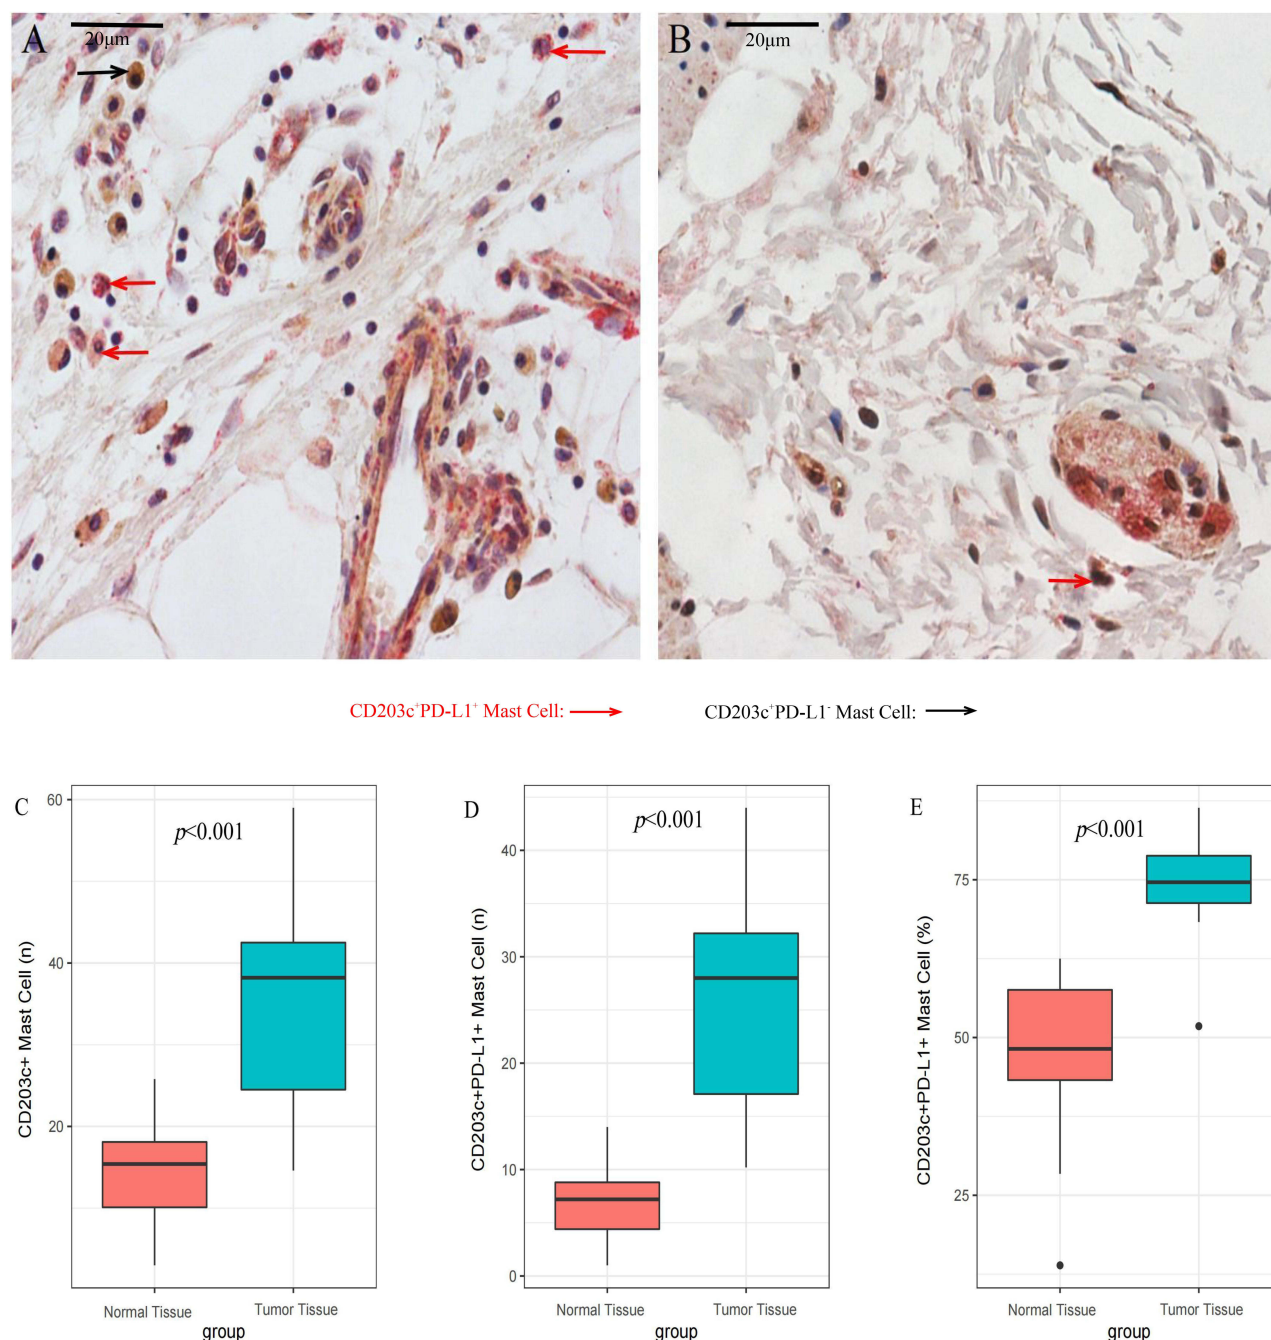 A
20μm
B
20μm
CD203c⁺PD-L1⁺ Mast Cell:
CD203c⁺PD-L1⁻ Mast Cell:
C
CD203c+ Mast Cell (n)
60
40
20
p<0.001
Normal Tissue
Tumor Tissue
group
D
CD203c+PD-L1+ Mast Cell (n)
40
30
20
10
0
p<0.001
Normal Tissue
Tumor Tissue
group
E
CD203c+PD-L1+ Mast Cell (%)
75
50
25
p<0.001
Normal Tissue
Tumor Tissue
group